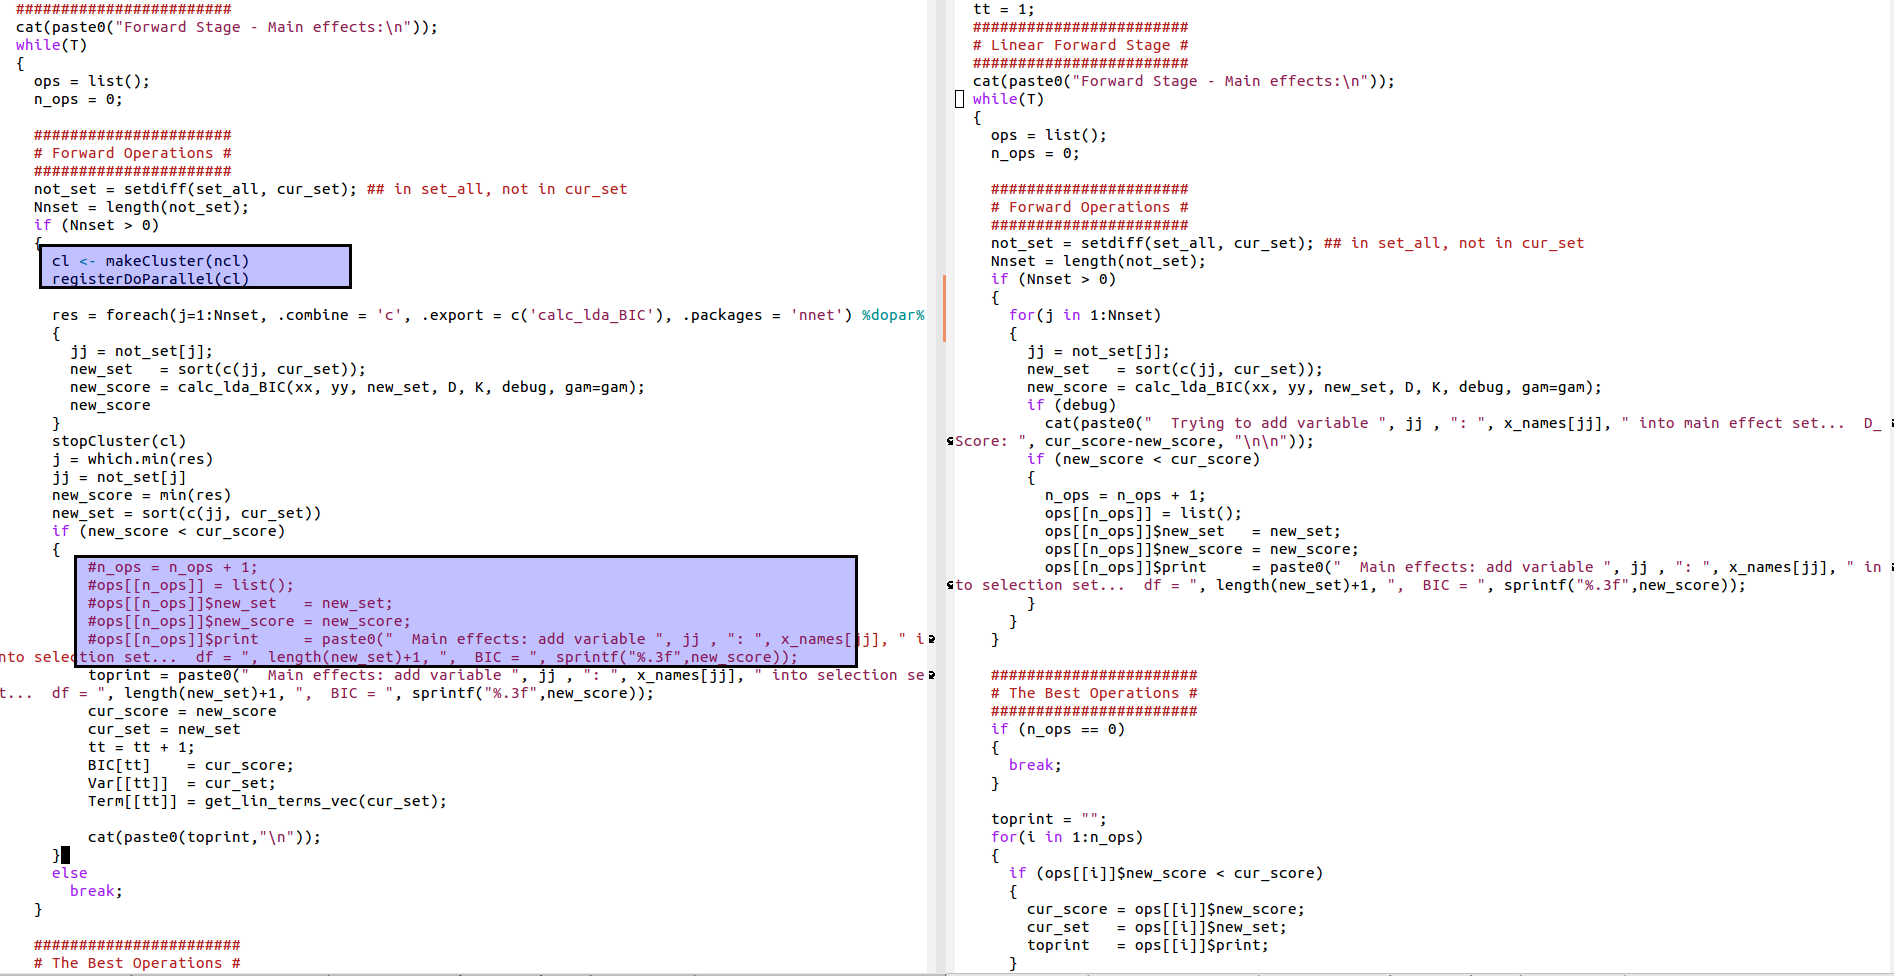 ########################
cat(paste0("Forward Stage - Main effects:\n"));
while(T)
{
  ops = list();
  n_ops = 0;
  ######################
  # Forward Operations #
  ######################
  not_set = setdiff(set_all, cur_set); ## in set_all, not in cur_set
  Nnset = length(not_set);
  if (Nnset > 0)
  {
    cl <- makeCluster(ncl)
    registerDoParallel(cl)
    res = foreach(j=1:Nnset, .combine = 'c', .export = c('calc_lda_BIC'), .packages = 'nnet') %dopar%
    {
      jj = not_set[j];
      new_set   = sort(c(jj, cur_set));
      new_score = calc_lda_BIC(xx, yy, new_set, D, K, debug, gam=gam);
      new_score
    }
    stopCluster(cl)
    j = which.min(res)
    jj = not_set[j]
    new_score = min(res)
    new_set = sort(c(jj, cur_set))
    if (new_score < cur_score)
    {
        #n_ops = n_ops + 1;
        #ops[[n_ops]] = list();
        #ops[[n_ops]]$new_set   = new_set;
        #ops[[n_ops]]$new_score = new_score;
        #ops[[n_ops]]$print     = paste0("  Main effects: add variable ", jj , ": ", x_names[jj], " i
nto selection set...  df = ", length(new_set)+1, ",  BIC = ", sprintf("%.3f",new_score));
        toprint = paste0("  Main effects: add variable ", jj , ": ", x_names[jj], " into selection se
t...  df = ", length(new_set)+1, ",  BIC = ", sprintf("%.3f",new_score));
        cur_score = new_score
        cur_set = new_set
        tt = tt + 1;
        BIC[tt]    = cur_score;
        Var[[tt]]  = cur_set;
        Term[[tt]] = get_lin_terms_vec(cur_set);
        cat(paste0(toprint,"\n"));
    }
    else
      break;
  }
  #######################
  # The Best Operations #
tt = 1;
########################
# Linear Forward Stage #
########################
cat(paste0("Forward Stage - Main effects:\n"));
while(T)
{
  ops = list();
  n_ops = 0;
  ######################
  # Forward Operations #
  ######################
  not_set = setdiff(set_all, cur_set); ## in set_all, not in cur_set
  Nnset = length(not_set);
  if (Nnset > 0)
  {
    for(j in 1:Nnset)
    {
      jj = not_set[j];
      new_set   = sort(c(jj, cur_set));
      new_score = calc_lda_BIC(xx, yy, new_set, D, K, debug, gam=gam);
      if (debug)
        cat(paste0("  Trying to add variable ", jj , ": ", x_names[jj], " into main effect set...  D_
Score: ", cur_score-new_score, "\n\n"));
      if (new_score < cur_score)
      {
        n_ops = n_ops + 1;
        ops[[n_ops]] = list();
        ops[[n_ops]]$new_set   = new_set;
        ops[[n_ops]]$new_score = new_score;
        ops[[n_ops]]$print     = paste0("  Main effects: add variable ", jj , ": ", x_names[jj], " in
to selection set...  df = ", length(new_set)+1, ",  BIC = ", sprintf("%.3f",new_score));
      }
    }
  }
  #######################
  # The Best Operations #
  #######################
  if (n_ops == 0)
  {
    break;
  }
  toprint = "";
  for(i in 1:n_ops)
  {
    if (ops[[i]]$new_score < cur_score)
    {
      cur_score = ops[[i]]$new_score;
      cur_set   = ops[[i]]$new_set;
      toprint   = ops[[i]]$print;
    }